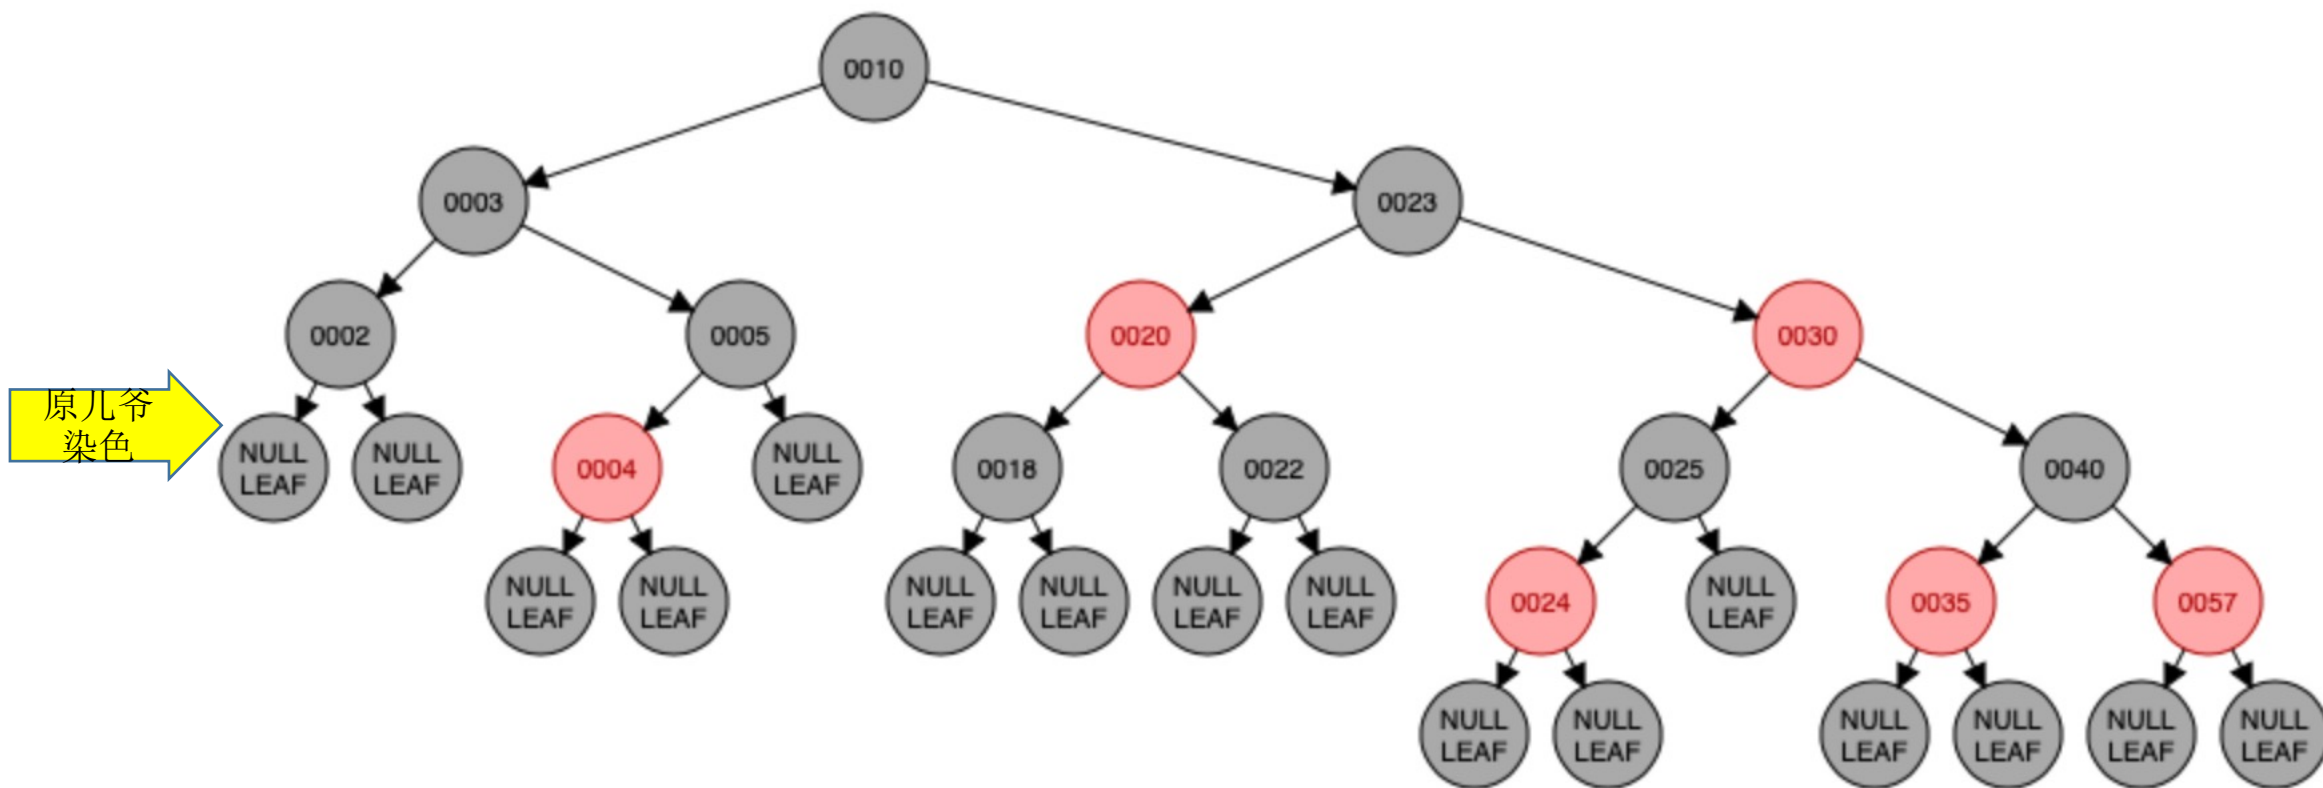 0010
0003
0023
0002
0005
0020
0030
原儿爷
染色
NULL
LEAF
NULL
LEAF
0004
NULL
LEAF
0018
0022
0025
0040
NULL
LEAF
NULL
LEAF
NULL
LEAF
NULL
LEAF
NULL
LEAF
NULL
LEAF
0024
NULL
LEAF
0035
0057
NULL
LEAF
NULL
LEAF
NULL
LEAF
NULL
LEAF
NULL
LEAF
NULL
LEAF